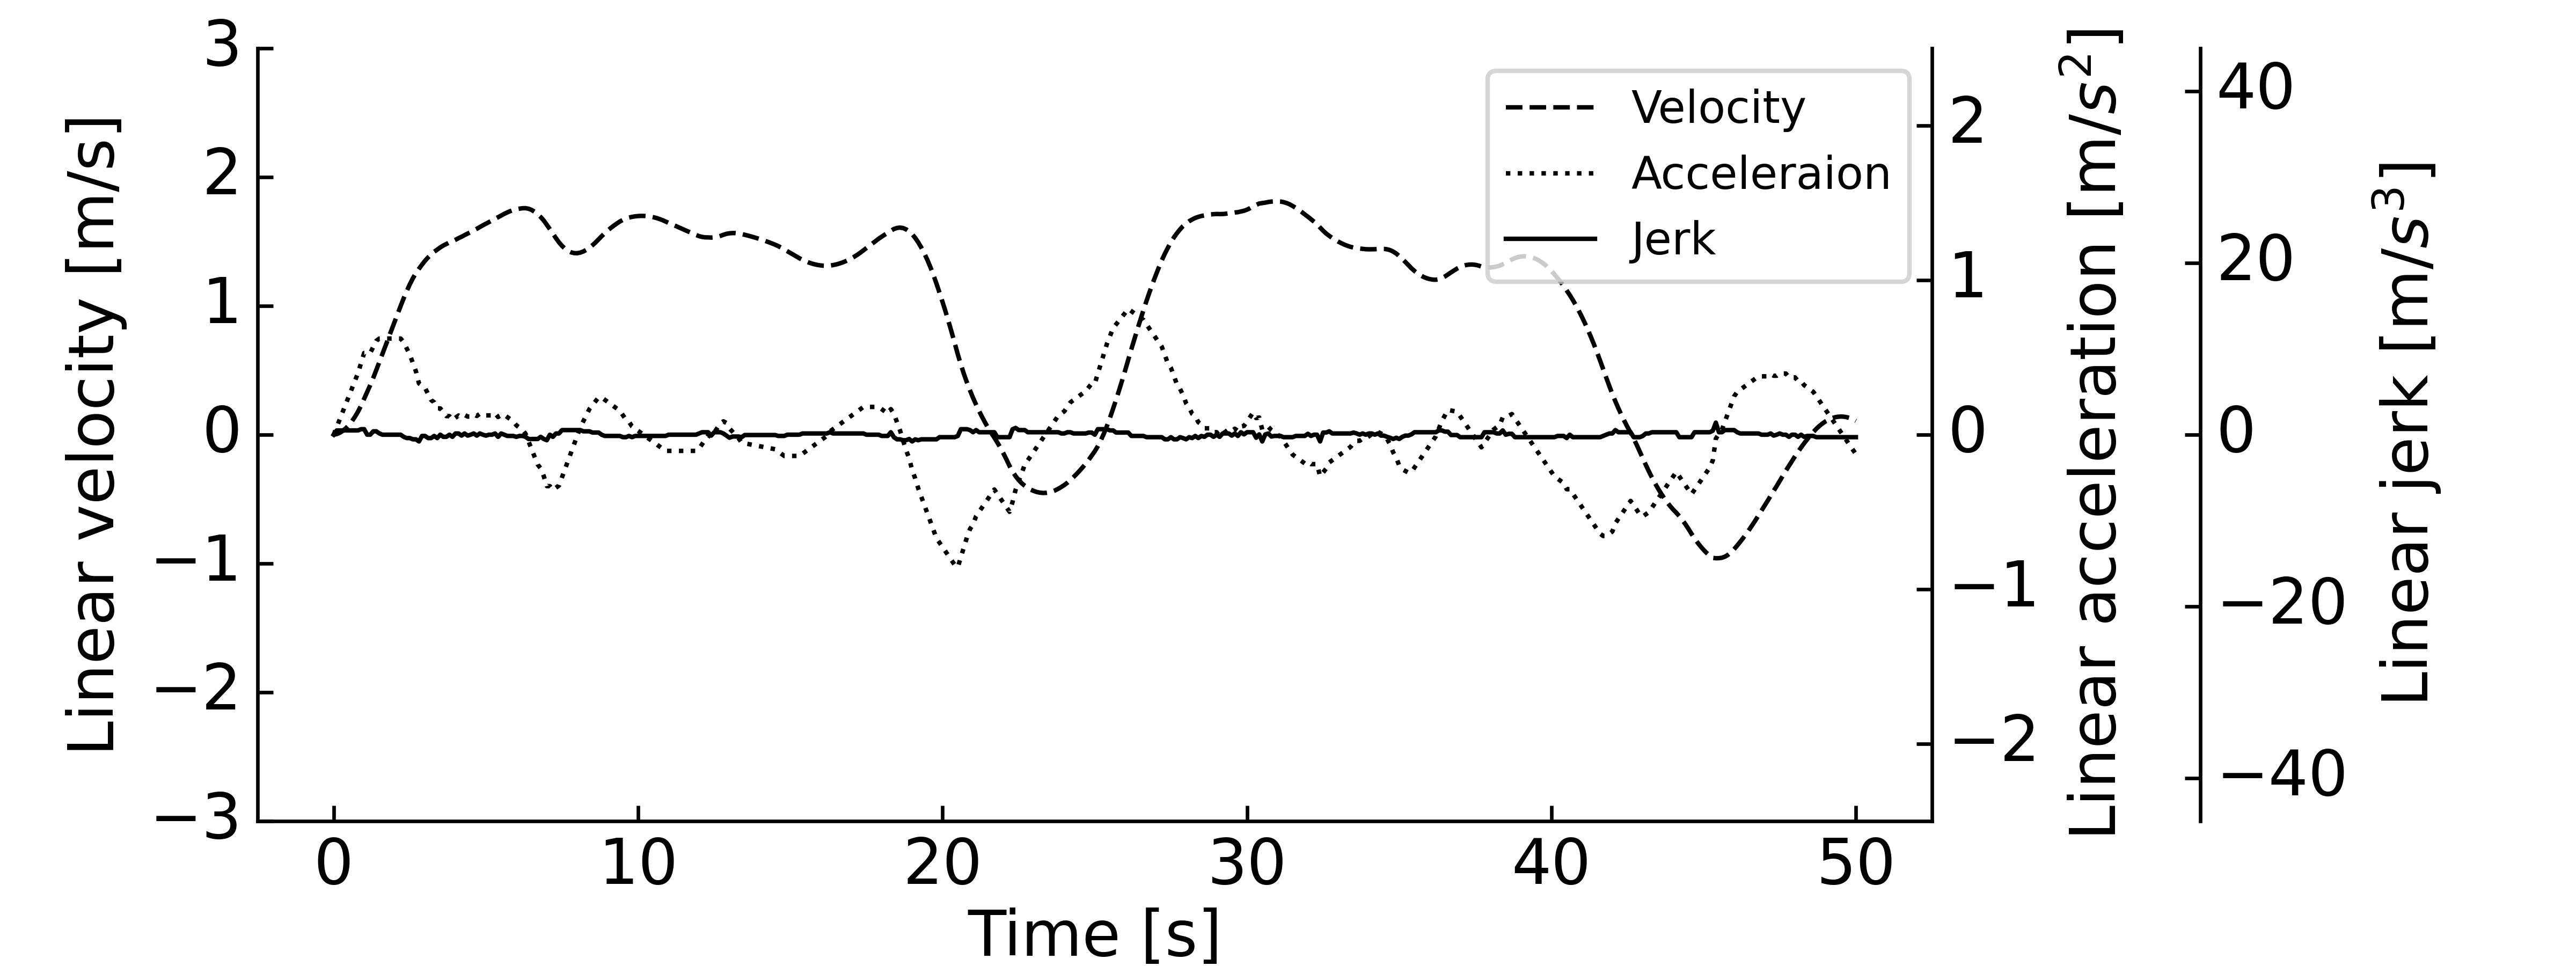 Linear velocity [m/s]
3
2
1
0
−1
−2
−3
0 10 20 30 40 50
Time [s]
Velocity
Acceleraion
Jerk
2
1
0
−1
−2
Linear acceleration [m/s²]
40
20
0
−20
−40
Linear jerk [m/s³]